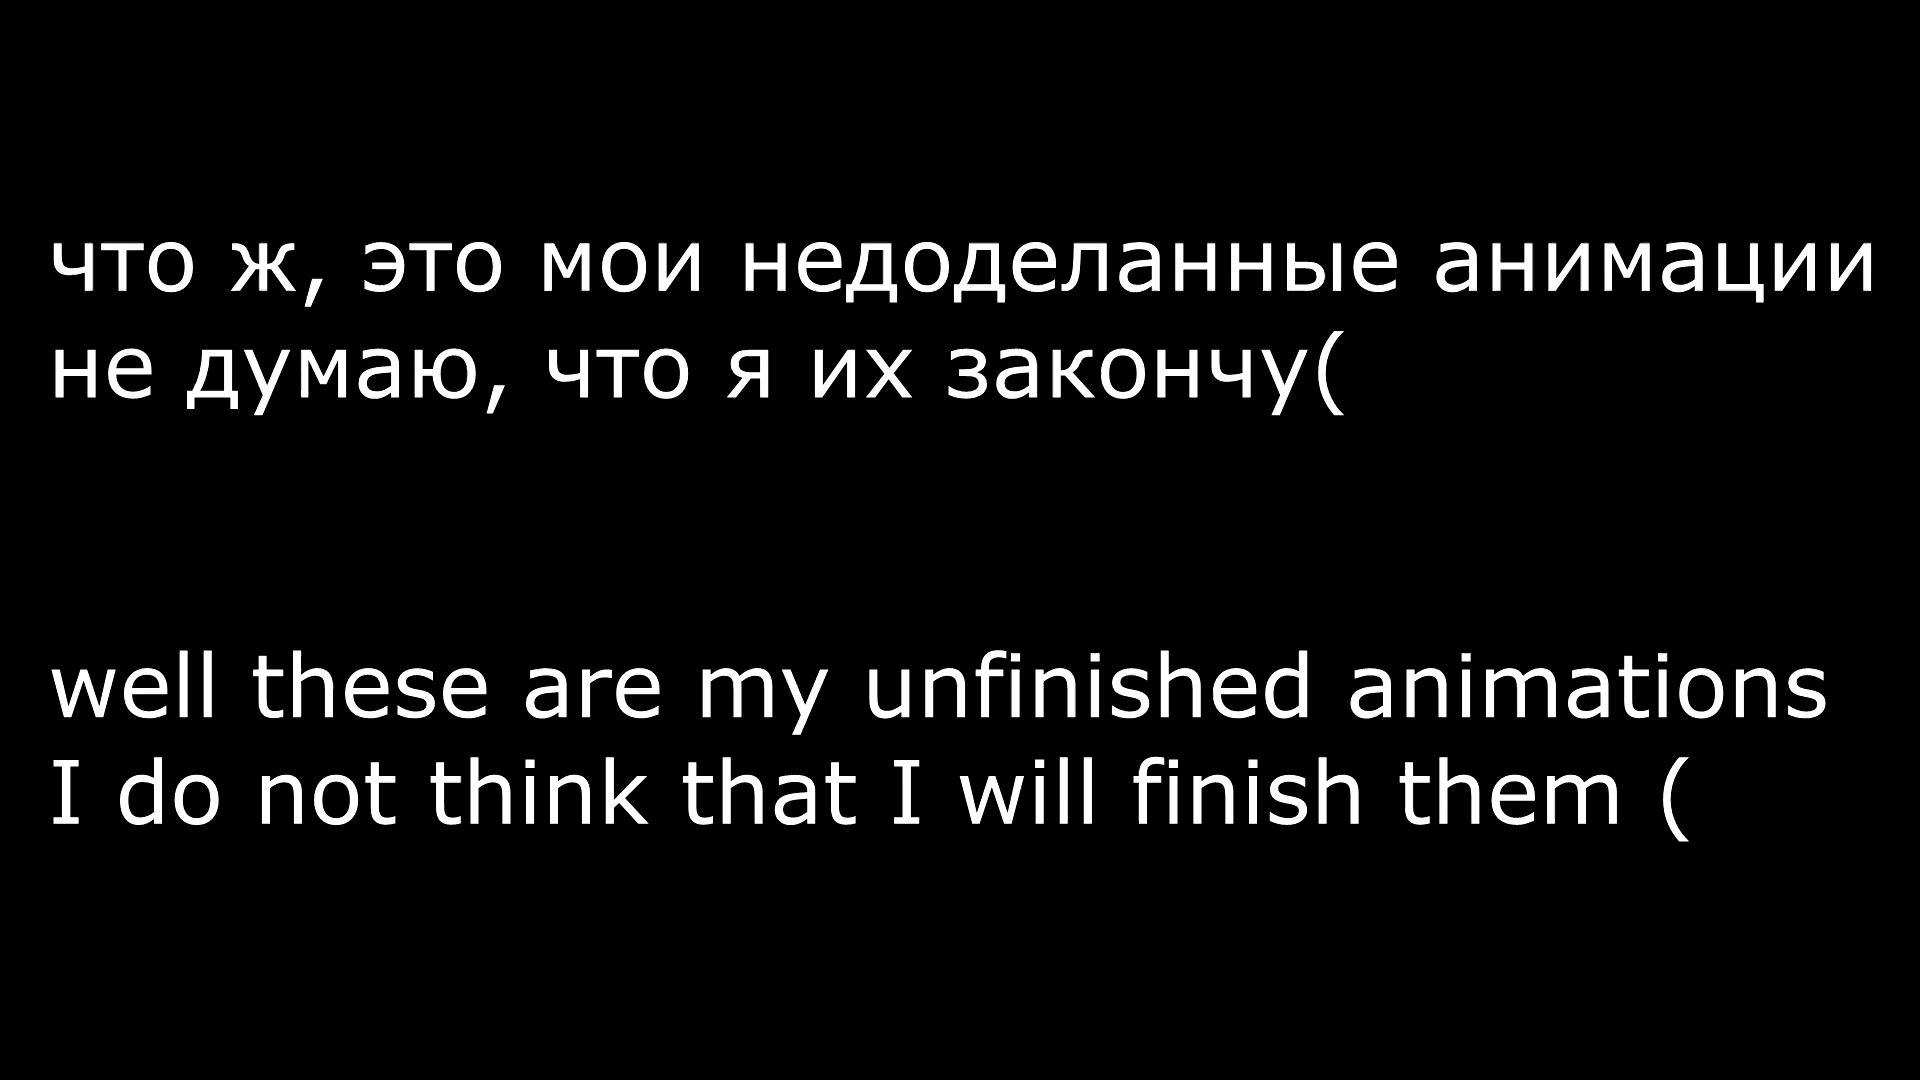 что ж, это мои недоделанные анимации
не думаю, что я их закончу(
well these are my unfinished animations
I do not think that I will finish them (